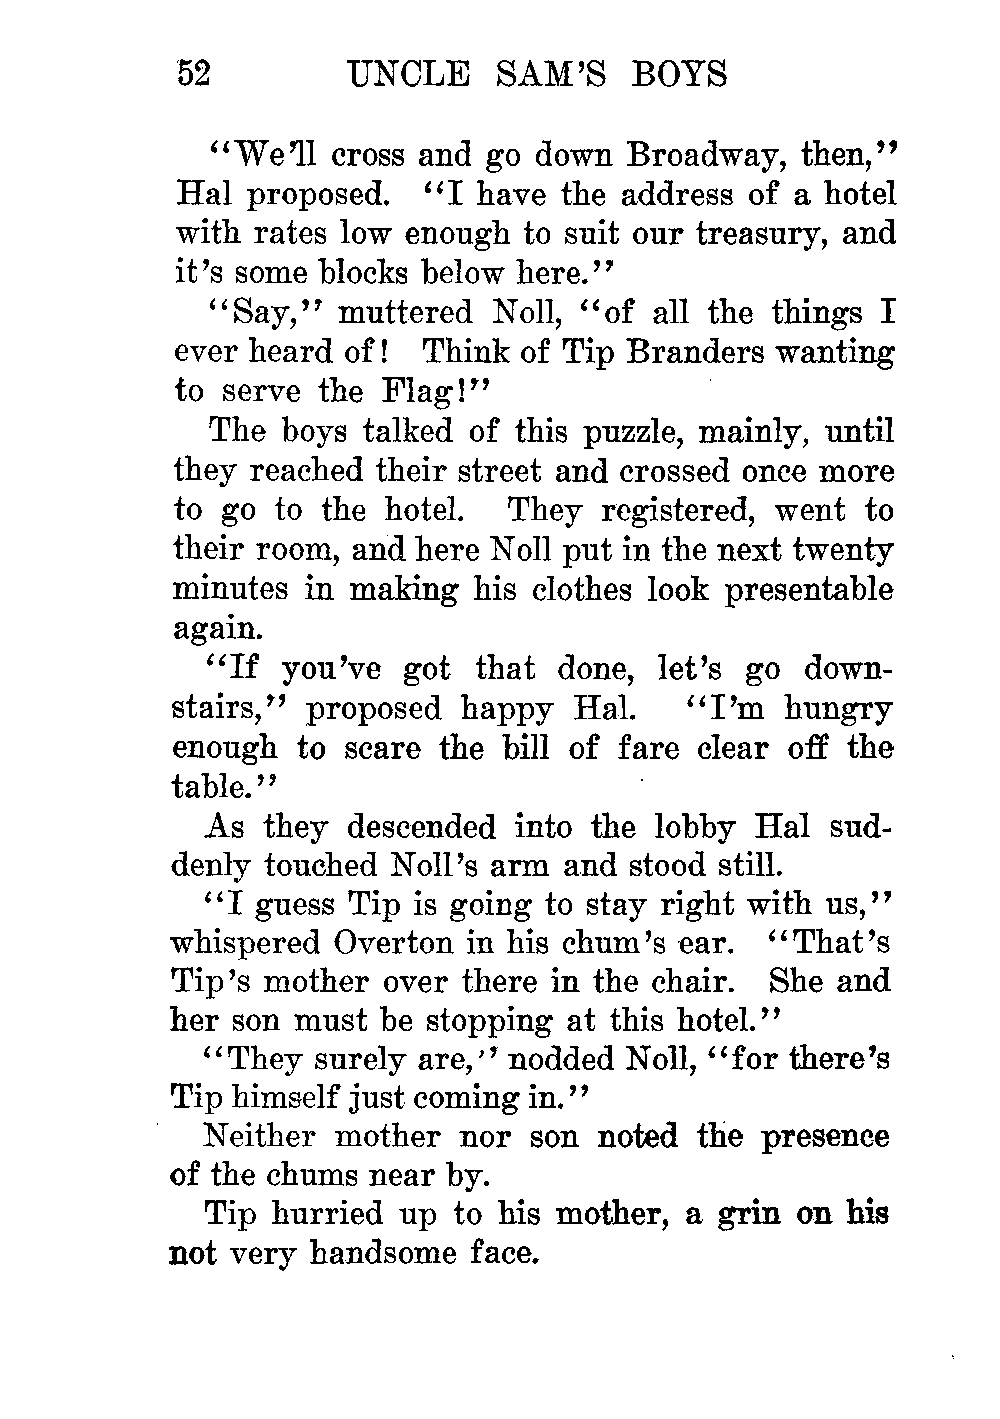 52 UNCLE SAM'S BOYS
"We'll cross and go down Broadway, then,"
Hal proposed. "I have the address of a hotel
with rates low enough to suit our treasury, and
it's some blocks below here."
"Say," muttered Noll, "of all the things I
ever heard of! Think of Tip Branders wanting
to serve the Flag!"
The boys talked of this puzzle, mainly, until
they reached their street and crossed once more
to go to the hotel. They registered, went to
their room, and here Noll put in the next twenty
minutes in making his clothes look presentable
again.
"If you've got that done, let's go down-
stairs," proposed happy Hal. "I'm hungry
enough to scare the bill of fare clear off the
table."
As they descended into the lobby Hal sud-
denly touched Noll's arm and stood still.
"I guess Tip is going to stay right with us,"
whispered Overton in his chum's ear. "That's
Tip's mother over there in the chair. She and
her son must be stopping at this hotel."
"They surely are," nodded Noll, "for there's
Tip himself just coming in."
Neither mother nor son noted the presence
of the chums near by.
Tip hurried up to his mother, a grin on his
not very handsome face.